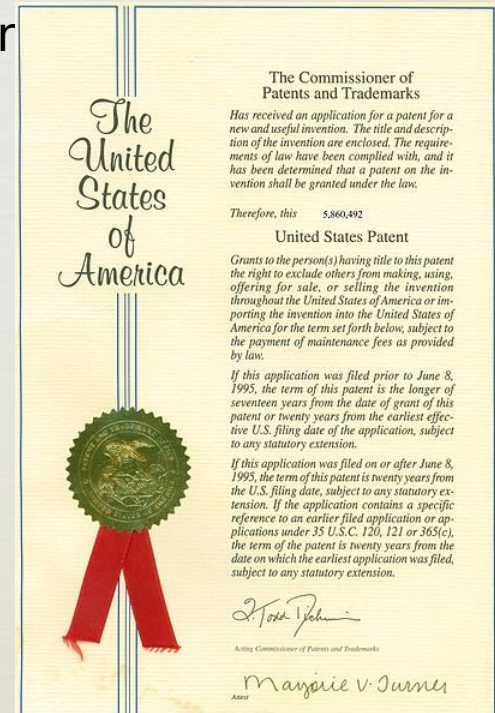 The
United
States
of
America
The Commissioner of
Patents and Trademarks
Has received an application for a patent for a
new and useful invention. The title and descrip-
tion of the invention are enclosed. The require-
ments of law have been complied with, and it
has been determined that a patent on the in-
vention shall be granted under the law.
Therefore, this 5,860,492
United States Patent
Grants to the person(s) having title to this patent
the right to exclude others from making, using,
offering for sale, or selling the invention
throughout the United States of America or im-
porting the invention into the United States of
America for the term set forth below, subject to
the payment of maintenance fees as provided
by law.
If this application was filed prior to June 8,
1995, the term of this patent is the longer of
seventeen years from the date of grant of this
patent or twenty years from the earliest effec-
tive U.S. filing date of the application, subject
to any statutory extension.
If this application was filed on or after June 8,
1995, the term of this patent is twenty years from
the U.S. filing date, subject to any statutory ex-
tension. If the application contains a specific
reference to an earlier filed application or ap-
plications under 35 U.S.C. 120, 121 or 365(c),
the term of the patent is twenty years from the
date on which the earliest application was filed,
subject to any statutory extension.
Acting Commissioner of Patents and Trademarks
Marjorie V. Turner
Attest